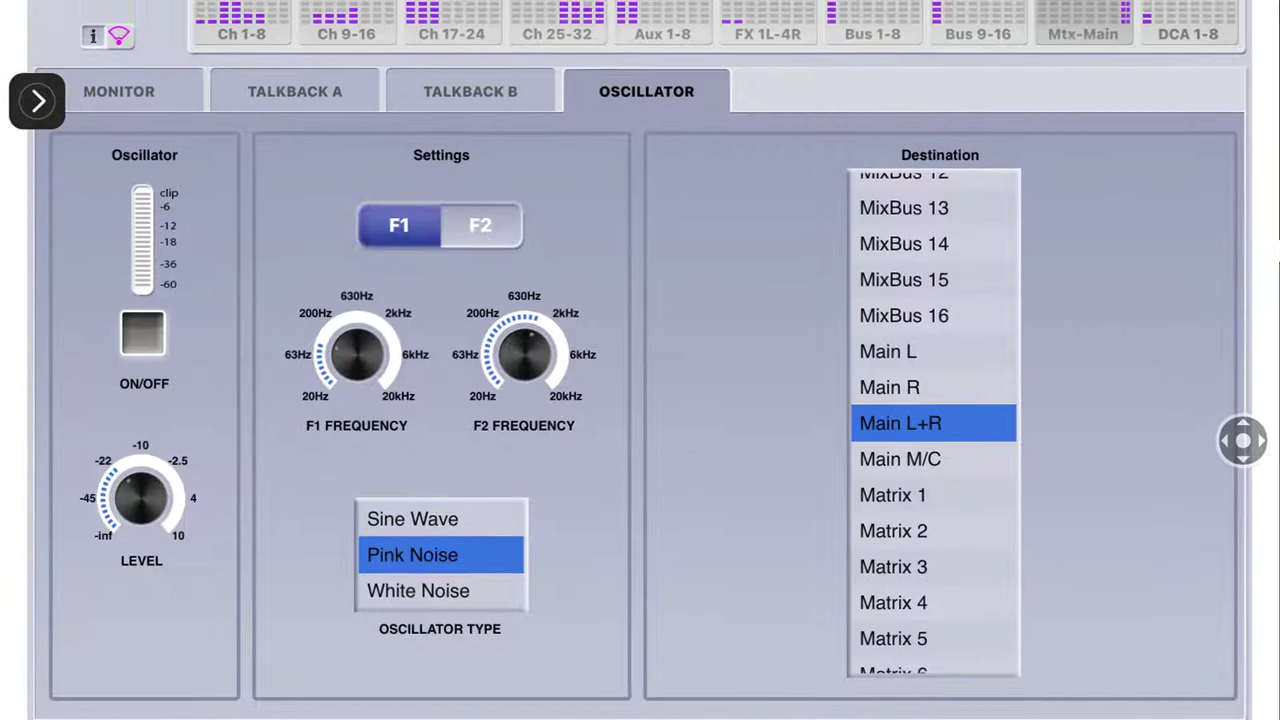 Ch 1-8
Ch 9-16
Ch 17-24
Ch 25-32
Aux 1-8
FX 1L-4R
Bus 1-8
Bus 9-16
Mtx-Main
DCA 1-8
i
MONITOR
TALKBACK A
TALKBACK B
OSCILLATOR
Oscillator
clip
-6
-12
-18
-36
-60
ON/OFF
-10
-22
-2.5
-45
4
-inf
10
LEVEL
Settings
F1
F2
630Hz
200Hz
2kHz
63Hz
6kHz
20Hz
20kHz
F1 FREQUENCY
630Hz
200Hz
2kHz
63Hz
6kHz
20Hz
20kHz
F2 FREQUENCY
Sine Wave
Pink Noise
White Noise
OSCILLATOR TYPE
Destination
MixBus 12
MixBus 13
MixBus 14
MixBus 15
MixBus 16
Main L
Main R
Main L+R
Main M/C
Matrix 1
Matrix 2
Matrix 3
Matrix 4
Matrix 5
Matrix 6